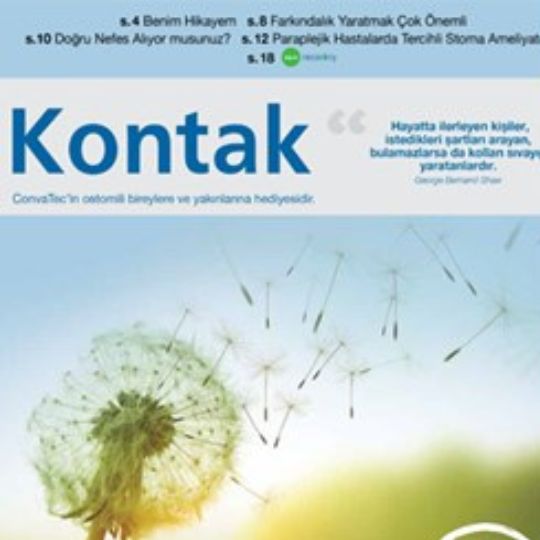 s.4 Benim Hikayem s.8 Farkındalık Yaratmak Çok Önemli
s.10 Doğru Nefes Alıyor musunuz? s.12 Paraplejik Hastalarda Tercihli Stoma Ameliyat
s.18
Kontak
ConvaTec'in ostomili bireylere ve yakınlarına hediyesidir.
“
Hayatta ilerleyen kişiler,
istedikleri şartları arayan,
bulamazlarsa da kolları sıvay
yaratanlardır.
George Bernard Shaw